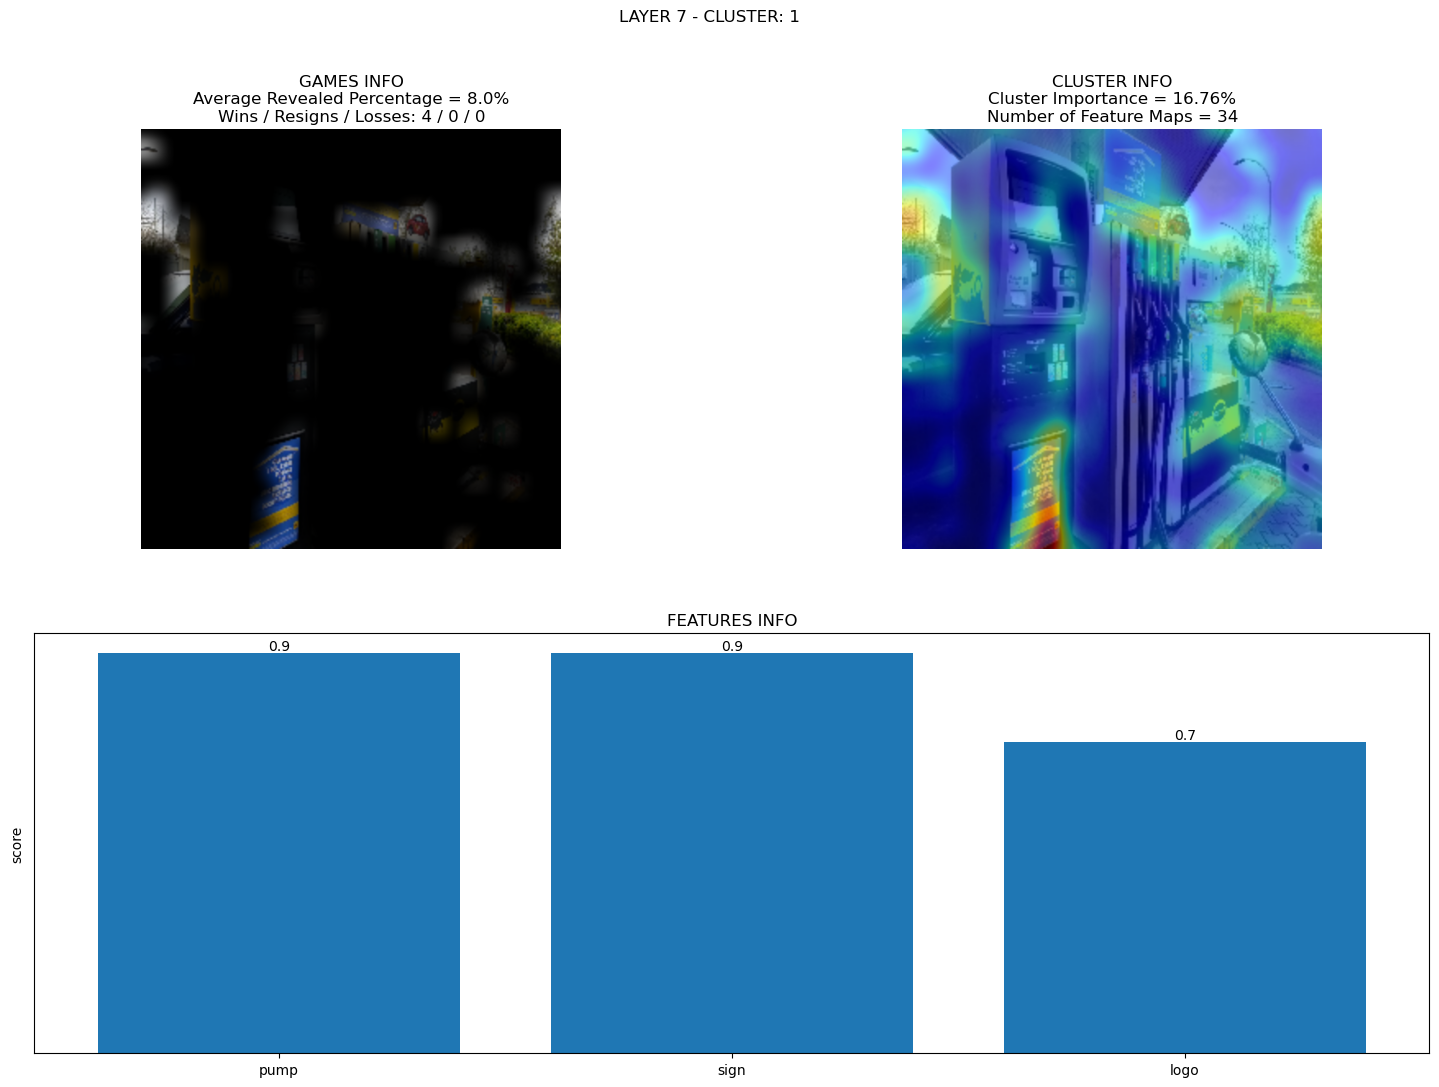 LAYER 7 - CLUSTER: 1
GAMES INFO
Average Revealed Percentage = 8.0%
Wins / Resigns / Losses: 4 / 0 / 0
CLUSTER INFO
Cluster Importance = 16.76%
Number of Feature Maps = 34
FEATURES INFO
0.9
0.9
0.7
score
pump
sign
logo